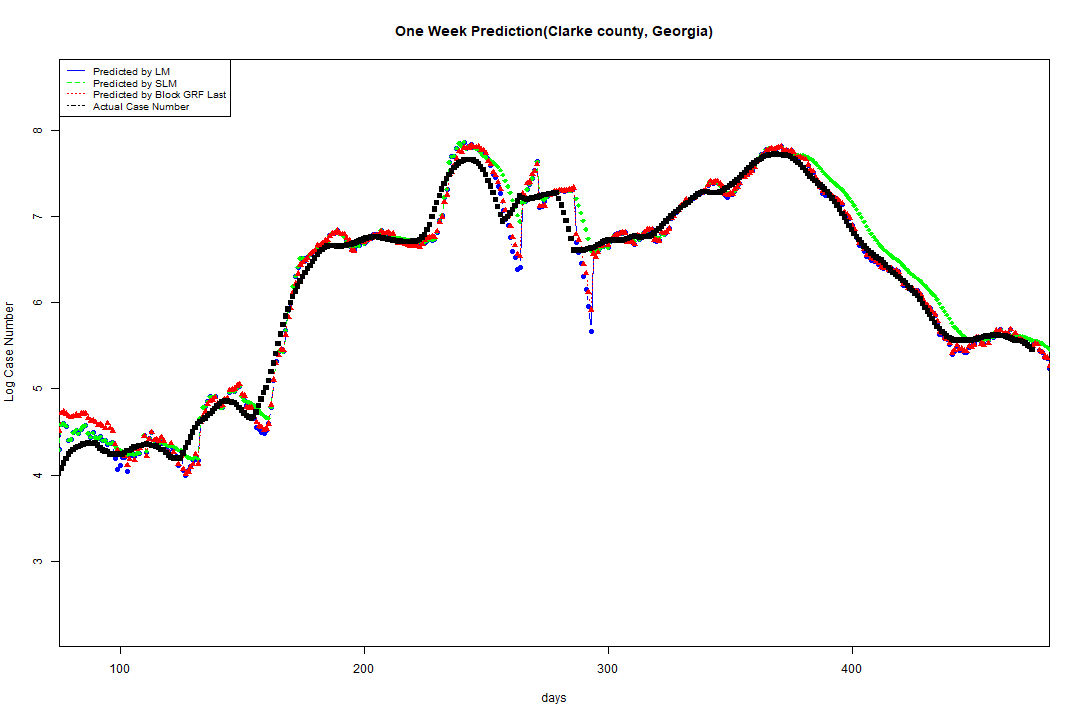 One Week Prediction(Clarke county, Georgia)
Predicted by LM
Predicted by SLM
Predicted by Block GRF Last
Actual Case Number
Log Case Number
8
7
6
5
4
3
100 200 300 400
days